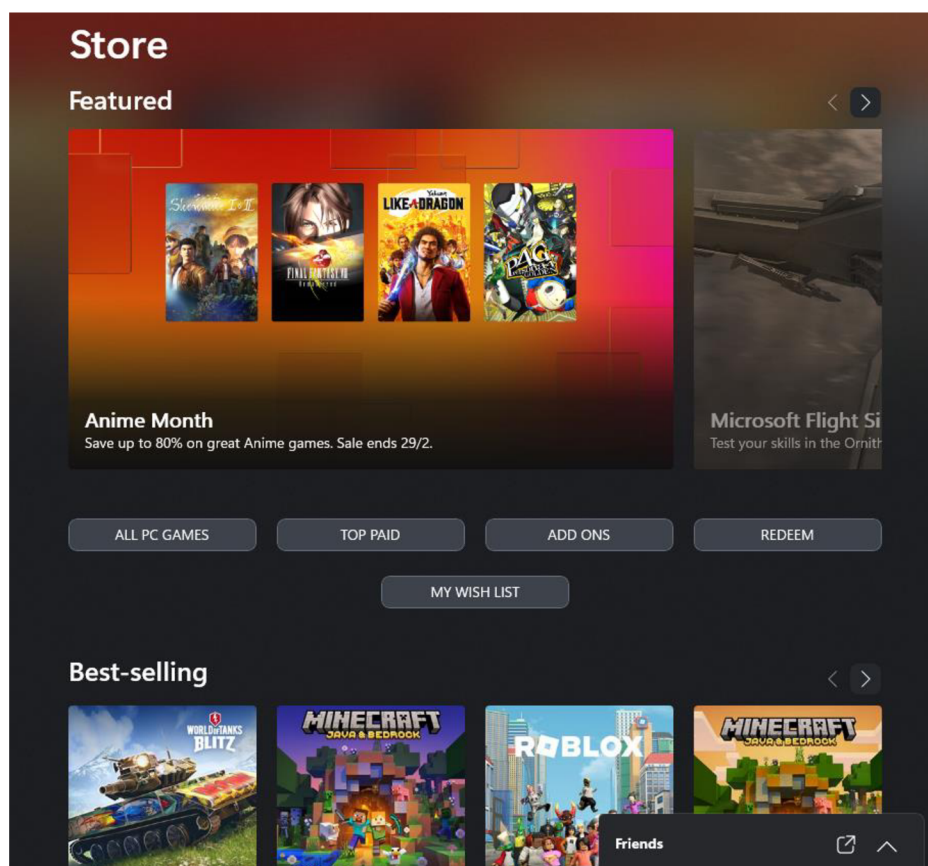 Store
Featured
Shenmue I & II
FINAL FANTASY VIII
Remastered
Yakuza
LIKE A DRAGON
P4G
Anime Month
Save up to 80% on great Anime games. Sale ends 29/2.
Microsoft Flight Si
Test your skills in the Ornith
ALL PC GAMES
TOP PAID
ADD ONS
REDEEM
MY WISH LIST
Best-selling
WORLD OF TANKS
BLITZ
MINECRAFT
JAVA & BEDROCK
ROBLOX
MINECRAFT
JAVA & BEDROCK
Friends